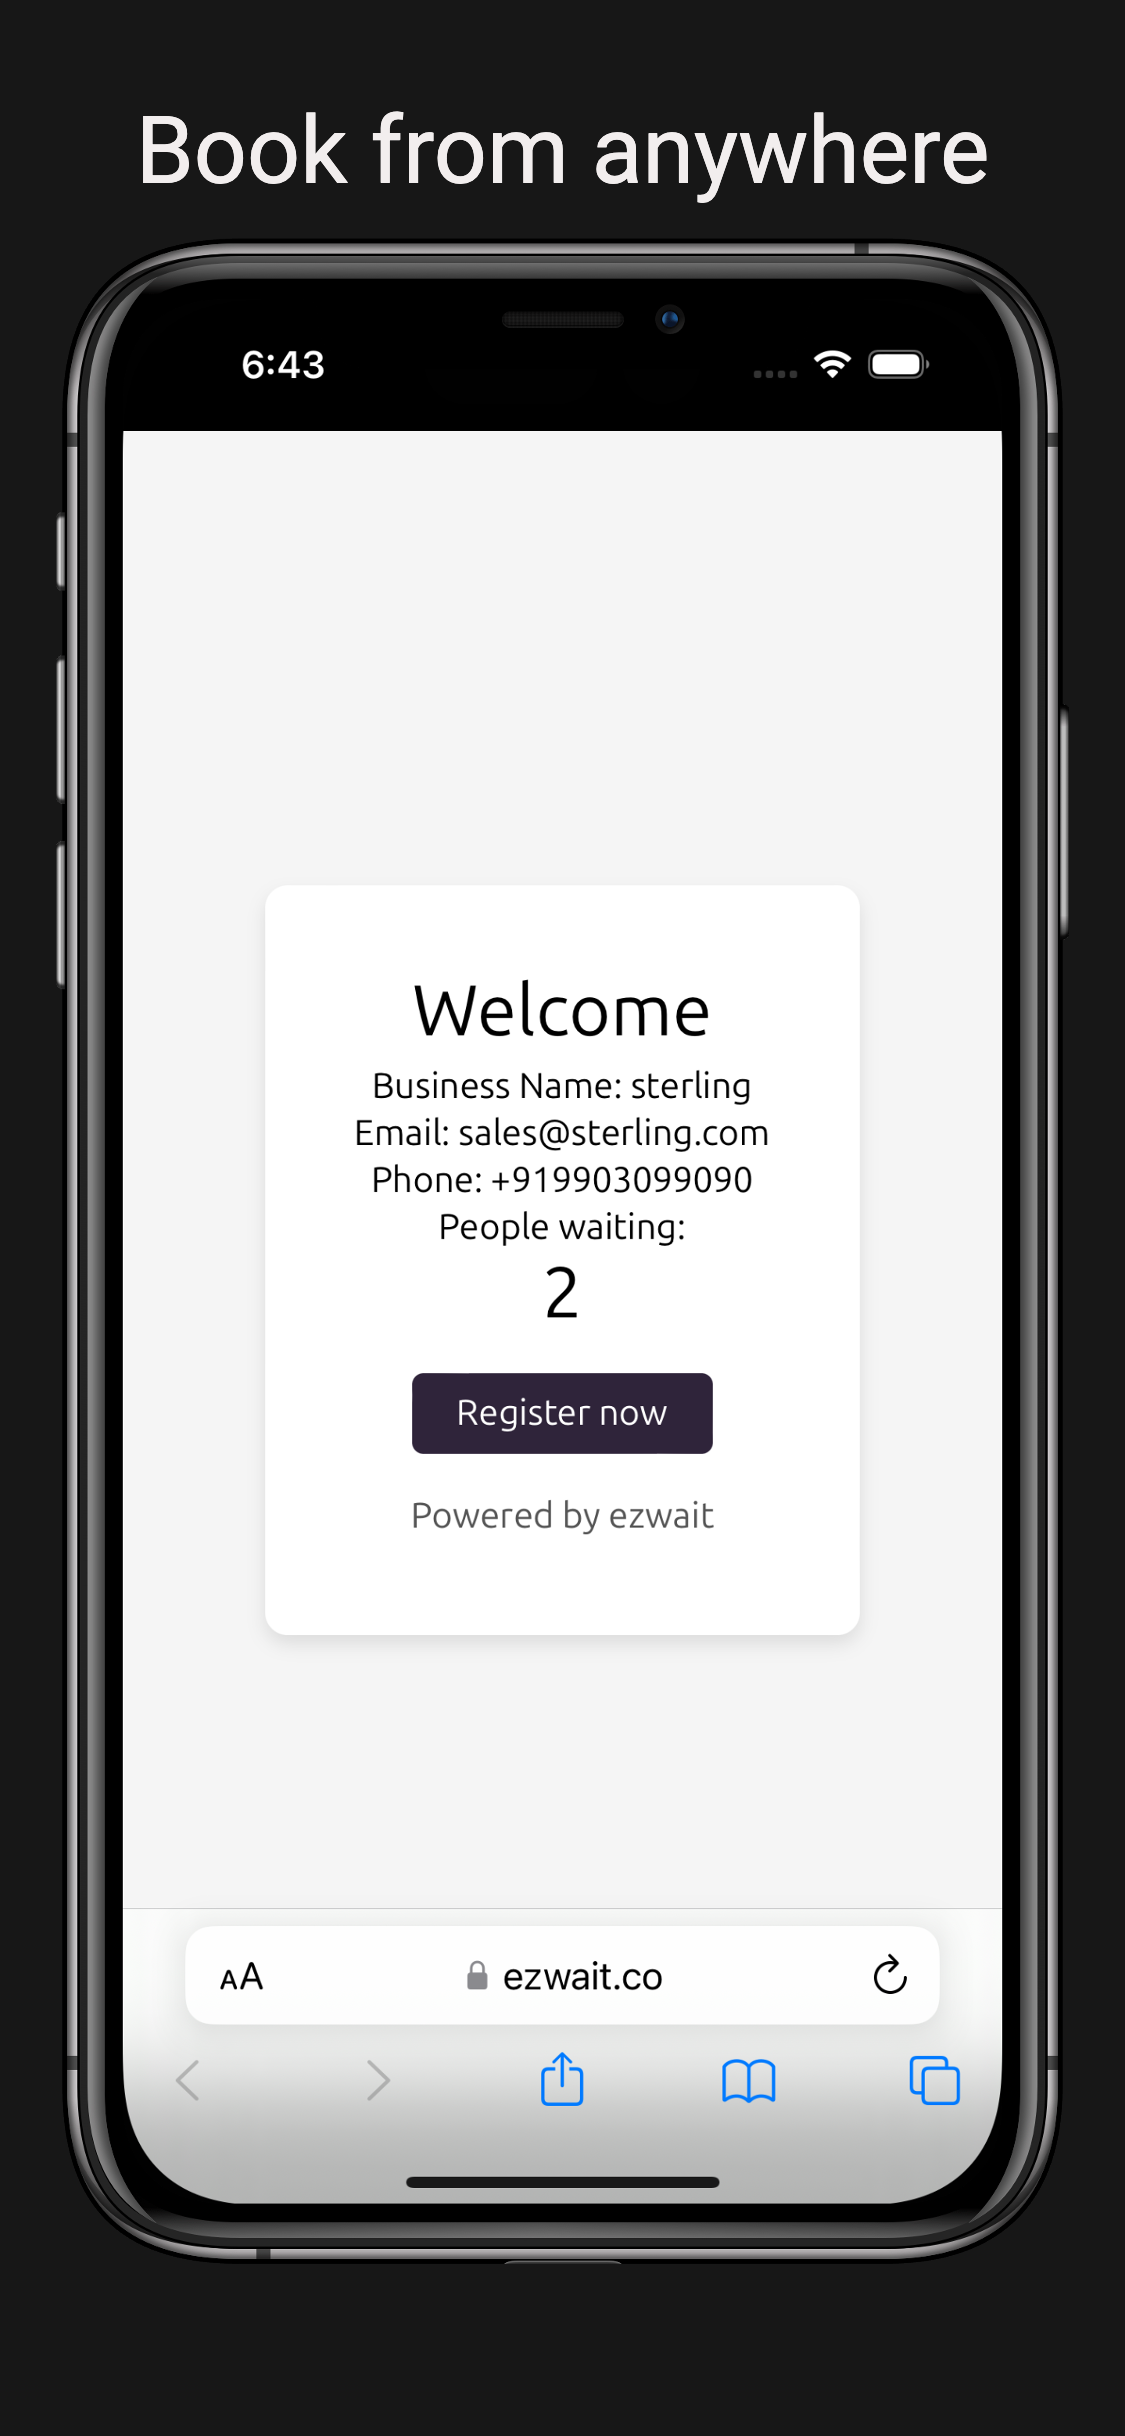 Book from anywhere
6:43
Welcome
Business Name: sterling
Email: sales@sterling.com
Phone: +919903099090
People waiting:
2
Register now
Powered by ezwait
AA ezwait.co